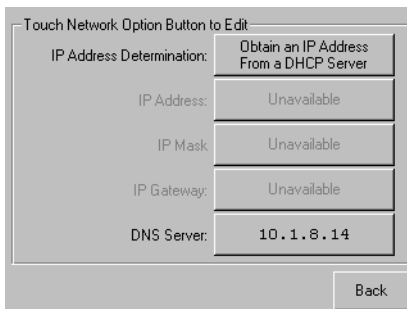 Touch Network Option Button to Edit
IP Address Determination:
Obtain an IP Address
From a DHCP Server
IP Address:
Unavailable
IP Mask
Unavailable
IP Gateway:
Unavailable
DNS Server:
10.1.8.14
Back